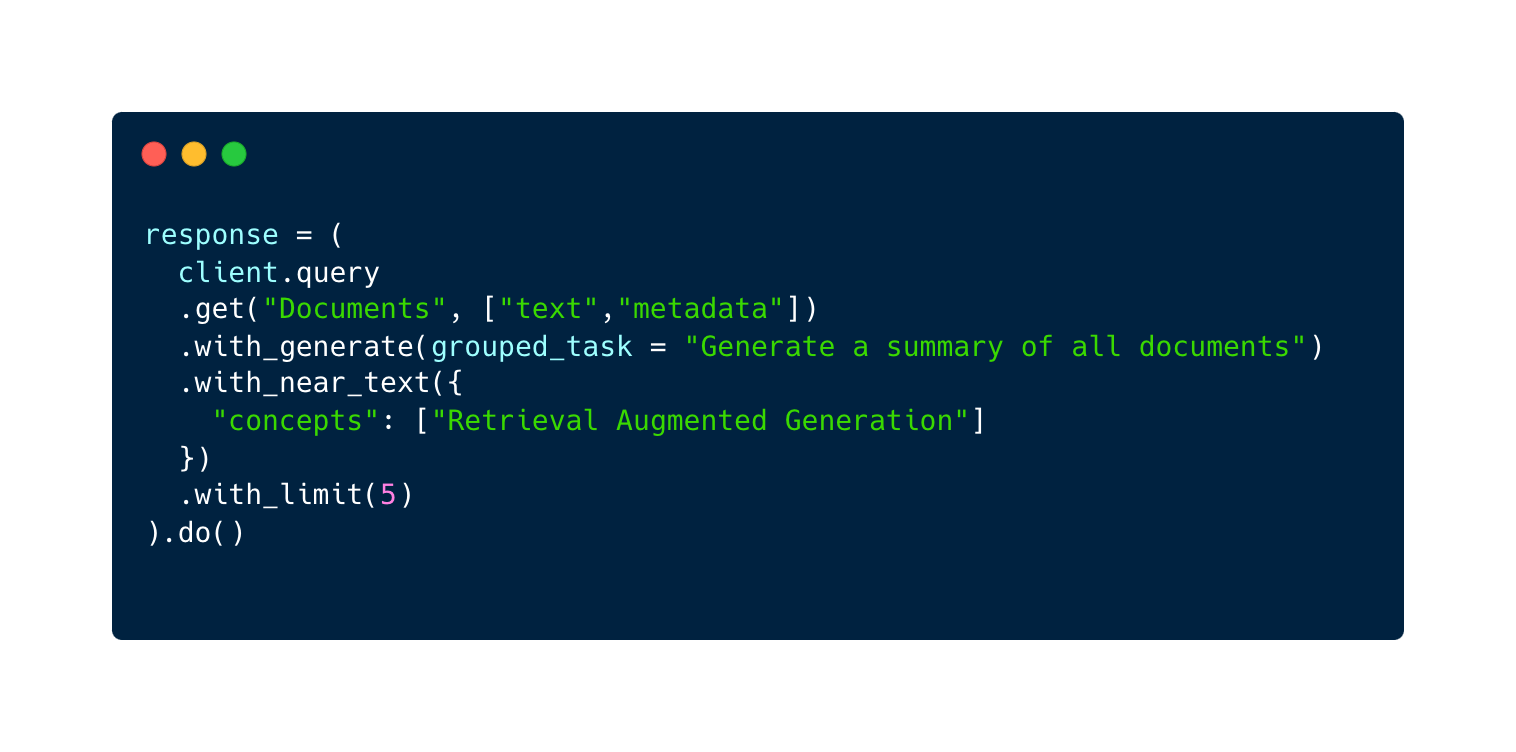 response = (
  client.query
  .get("Documents", ["text","metadata"])
  .with_generate(grouped_task = "Generate a summary of all documents")
  .with_near_text({
    "concepts": ["Retrieval Augmented Generation"]
  })
  .with_limit(5)
).do()